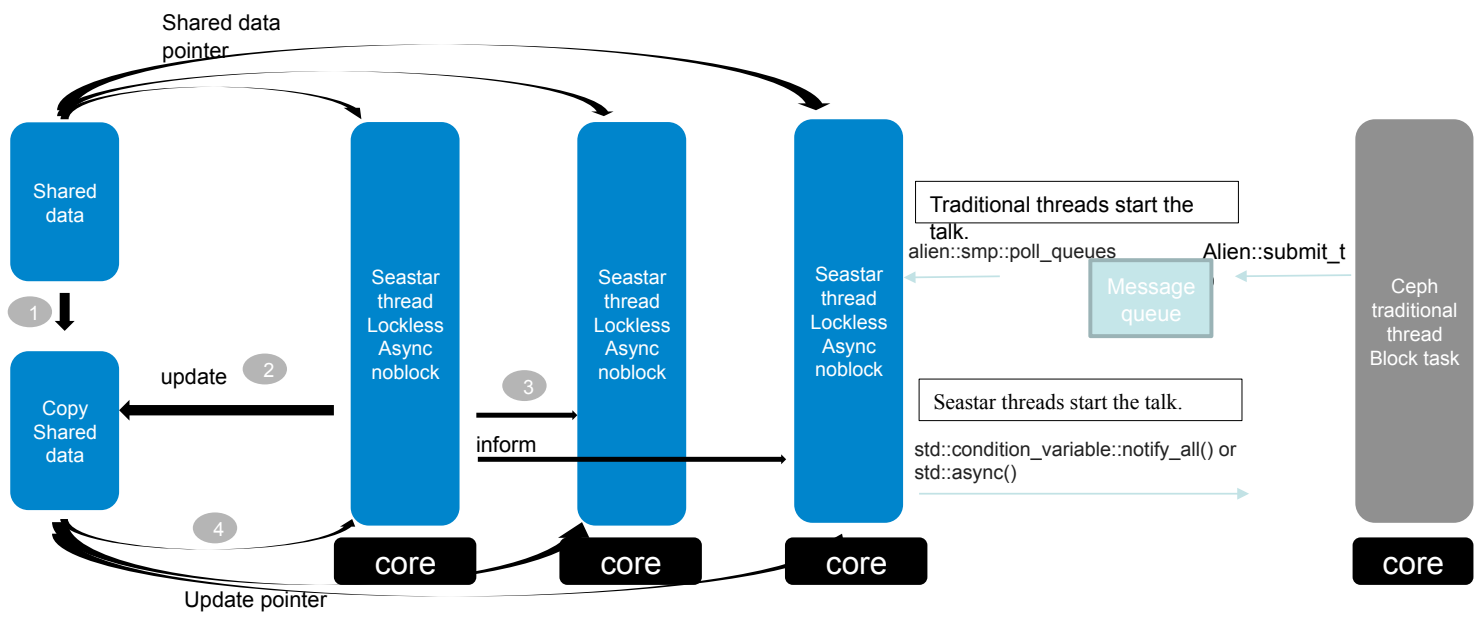 Shared data
pointer
Shared
data
1
Copy
Shared
data
update
2
3
inform
4
Update pointer
Seastar
thread
Lockless
Async
noblock
core
Seastar
thread
Lockless
Async
noblock
core
Seastar
thread
Lockless
Async
noblock
core
Traditional threads start the
talk.
alien::smp::poll_queues
Message
queue
Alien::submit_t
)
Seastar threads start the talk.
std::condition_variable::notify_all() or
std::async()
Ceph
traditional
thread
Block task
core